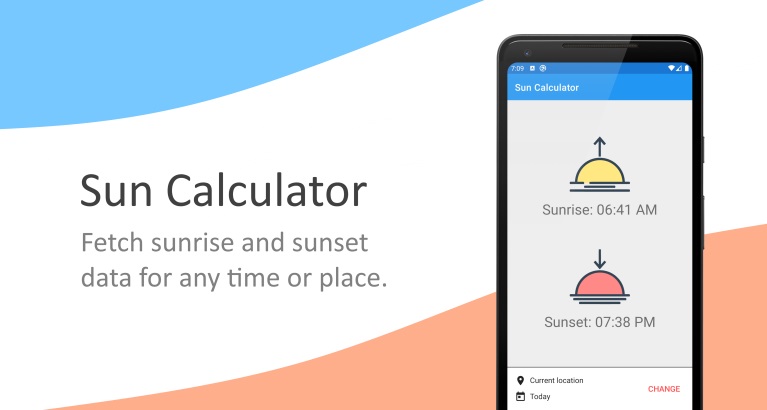 Sun Calculator
Fetch sunrise and sunset
data for any time or place.
7:09
Sun Calculator
Sunrise: 06:41 AM
Sunset: 07:38 PM
Current location
Today
CHANGE